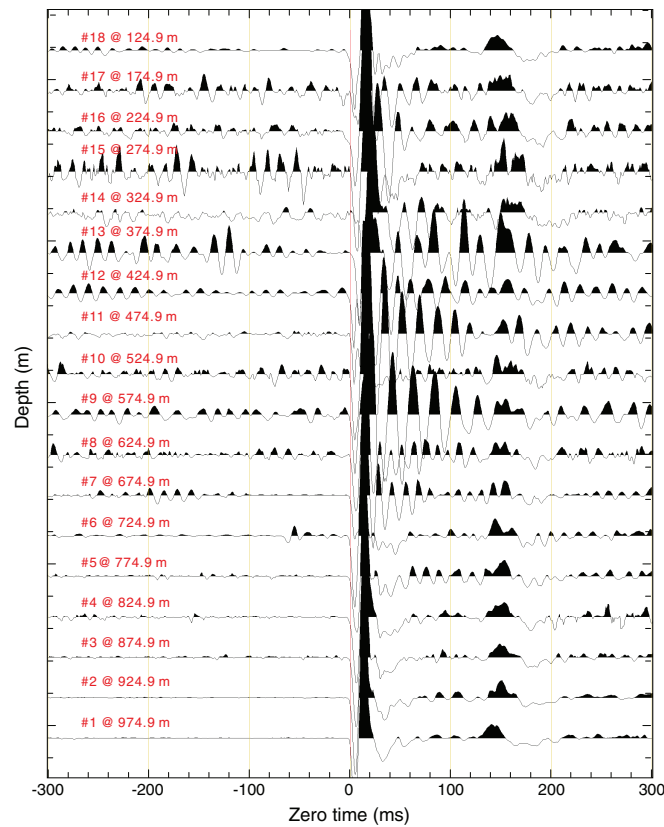 #18 @ 124.9 m
#17 @ 174.9 m
#16 @ 224.9 m
#15 @ 274.9 m
#14 @ 324.9 m
#13 @ 374.9 m
#12 @ 424.9 m
#11 @ 474.9 m
#10 @ 524.9 m
#9 @ 574.9 m
#8 @ 624.9 m
#7 @ 674.9 m
#6 @ 724.9 m
#5@ 774.9 m
#4 @ 824.9 m
#3 @ 874.9 m
#2 @ 924.9 m
#1 @ 974.9 m
Depth (m)
-300 -200 -100 0 100 200 300
Zero time (ms)